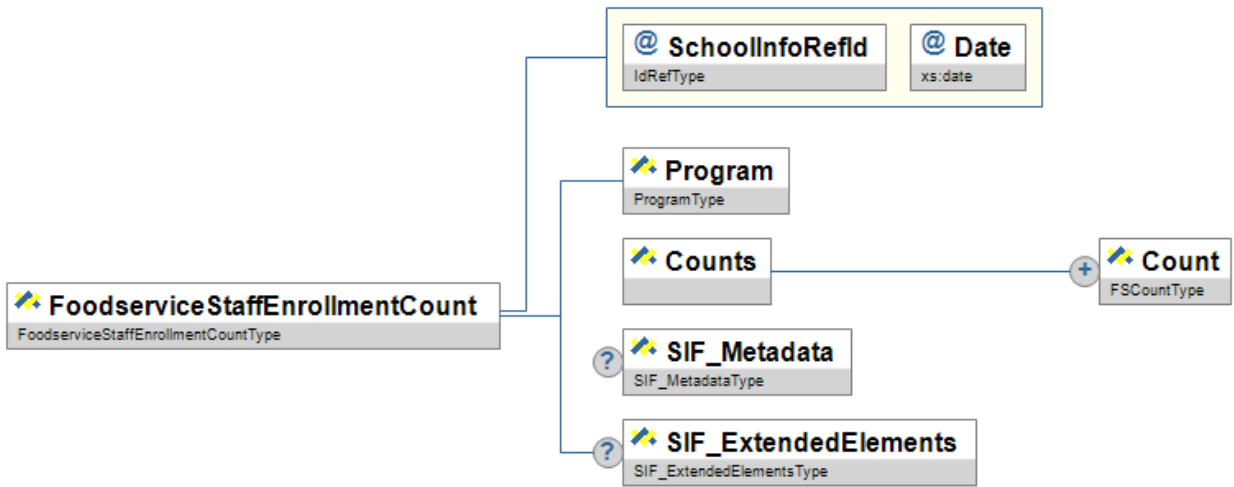 @ SchoolInfoRefId
IdRefType
@ Date
xs:date
Program
ProgramType
Counts
+
Count
FSCountType
FoodserviceStaffEnrollmentCount
FoodserviceStaffEnrollmentCountType
?
SIF_Metadata
SIF_MetadataType
?
SIF_ExtendedElements
SIF_ExtendedElementsType